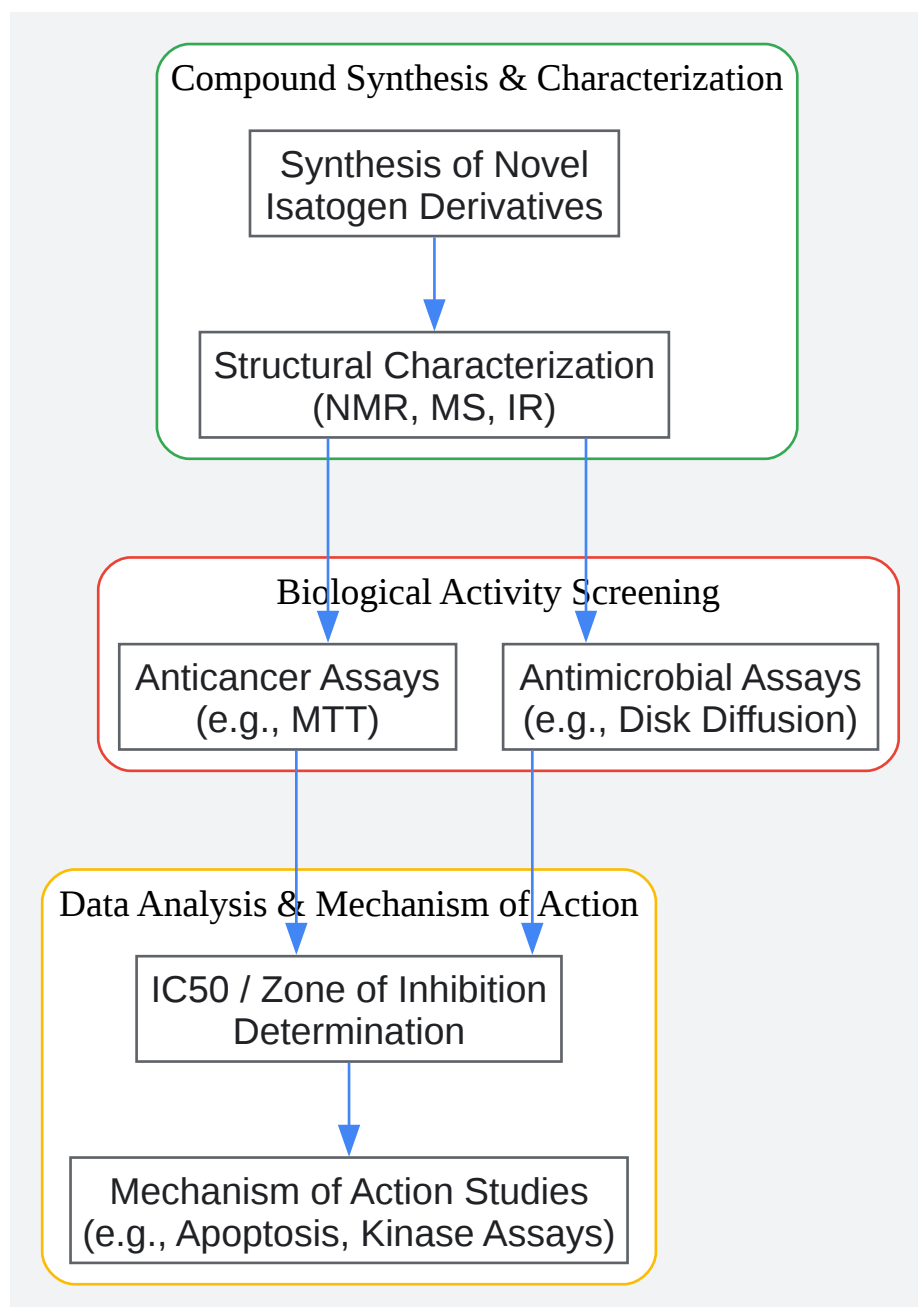 Compound Synthesis & Characterization
Synthesis of Novel
Isatogen Derivatives
Structural Characterization
(NMR, MS, IR)
Biological Activity Screening
Anticancer Assays
(e.g., MTT)
Antimicrobial Assays
(e.g., Disk Diffusion)
Data Analysis & Mechanism of Action
IC50 / Zone of Inhibition
Determination
Mechanism of Action Studies
(e.g., Apoptosis, Kinase Assays)